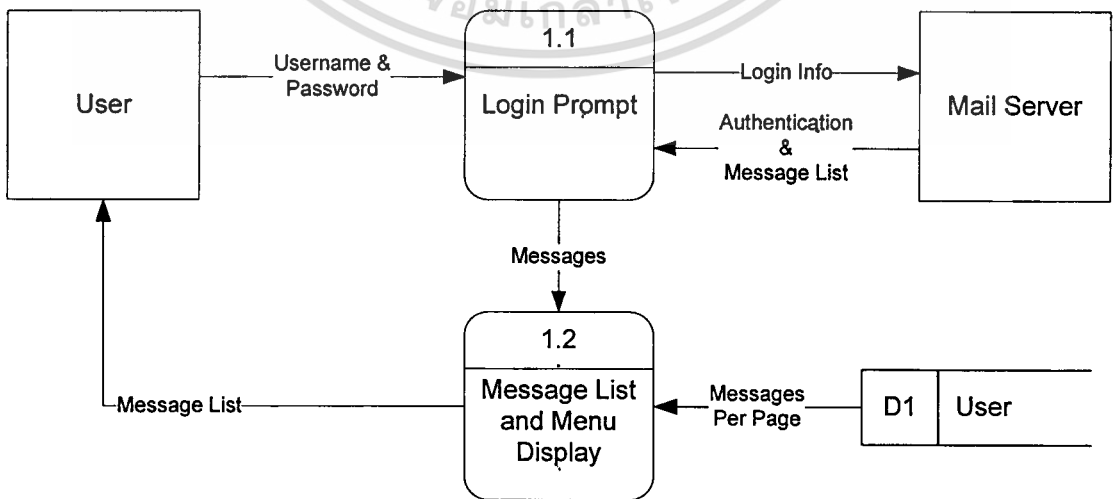 1.1
Username &
Password
User
Login Prompt
Login Info
Mail Server
Authentication
&
Message List
Messages
1.2
Message List
and Menu
Display
Message List
Messages
Per Page
D1
User